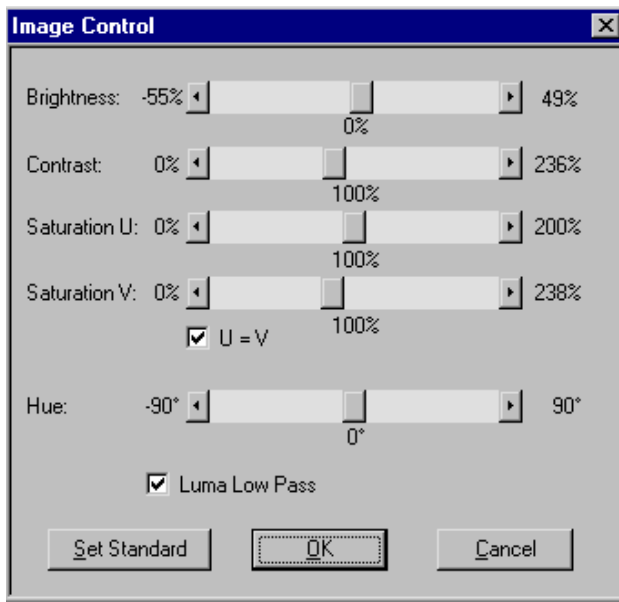 Image Control
Brightness: -55% 49%
0%
Contrast: 0% 236%
100%
Saturation U: 0% 200%
100%
Saturation V: 0% 238%
100%
U = V
Hue: -90° 90°
0°
Luma Low Pass
Set Standard OK Cancel